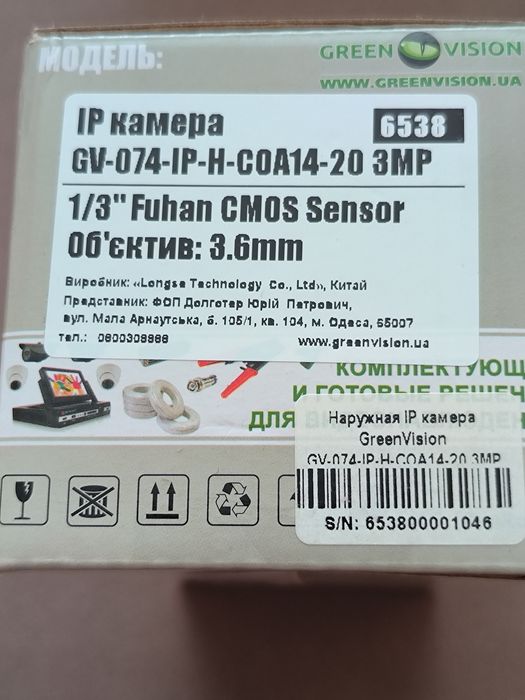 МОДЕЛЬ:
GREEN VISION
WWW.GREENVISION.UA
IP камера 6538
GV-074-IP-H-COA14-20 3MP
1/3" Fuhan CMOS Sensor
Об'єктив: 3.6mm
Виробник: «Longse Technology Co., Ltd», Китай
Представник: ФОП Долготер Юрій Петрович,
вул. Мала Арнаутська, б. 105/1, кв. 104, м. Одеса, 65007
тел.: 0800308888 www.greenvision.ua
КОМПЛЕКТУЮЩ
И ГОТОВЫЕ РЕШЕН
ДЛЯ
Наружная IP камера
GreenVision
GV-074-IP-H-COA14-20 3MP
S/N: 653800001046